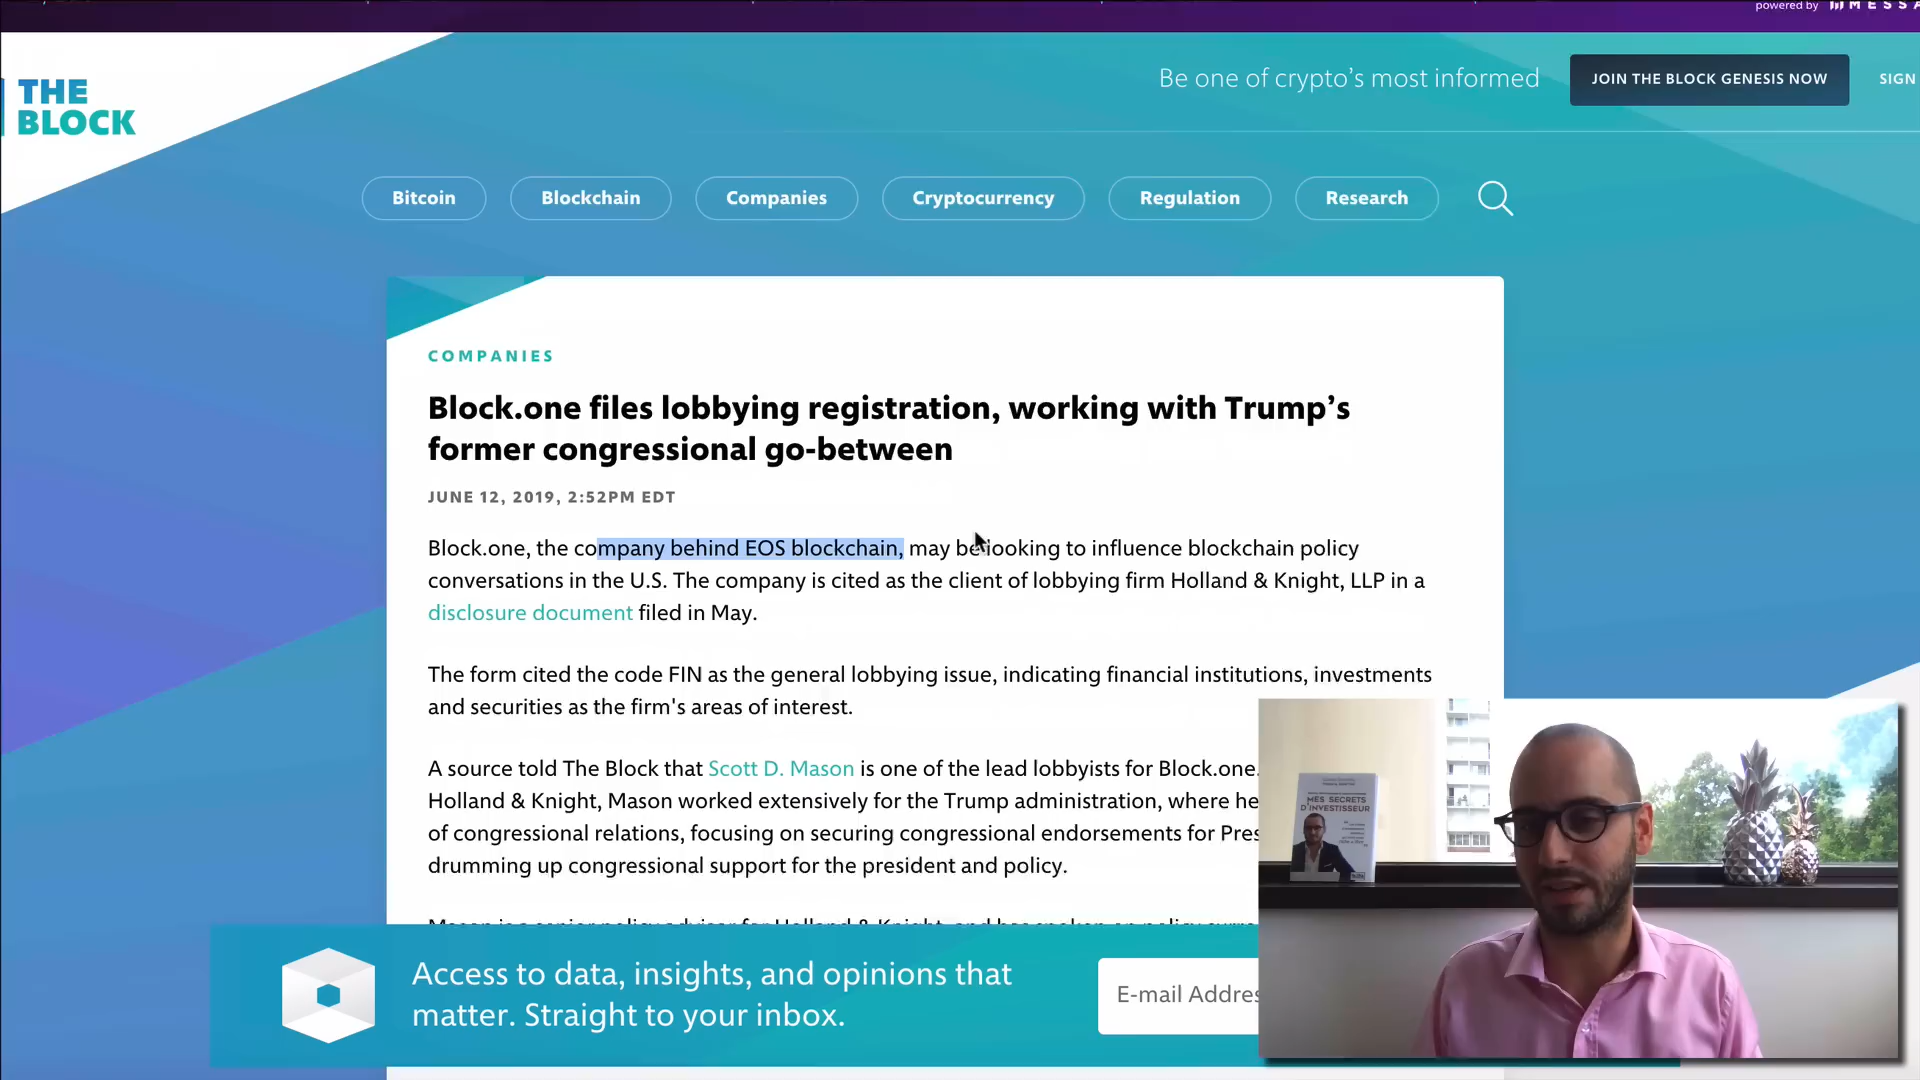 powered by
THE
BLOCK
Be one of crypto's most informed
JOIN THE BLOCK GENESIS NOW
SIGN
Bitcoin
Blockchain
Companies
Cryptocurrency
Regulation
Research
COMPANIES
Block.one files lobbying registration, working with Trump's
former congressional go-between
JUNE 12, 2019, 2:52PM EDT
Block.one, the company behind EOS blockchain, may be looking to influence blockchain policy
conversations in the U.S. The company is cited as the client of lobbying firm Holland & Knight, LLP in a
disclosure document filed in May.
The form cited the code FIN as the general lobbying issue, indicating financial institutions, investments
and securities as the firm's areas of interest.
A source told The Block that Scott D. Mason is one of the lead lobbyists for Block.one.
Holland & Knight, Mason worked extensively for the Trump administration, where he
of congressional relations, focusing on securing congressional endorsements for Pres
drumming up congressional support for the president and policy.
Access to data, insights, and opinions that
matter. Straight to your inbox.
E-mail Addres
MES SECRETS
D'INVESTISSEUR